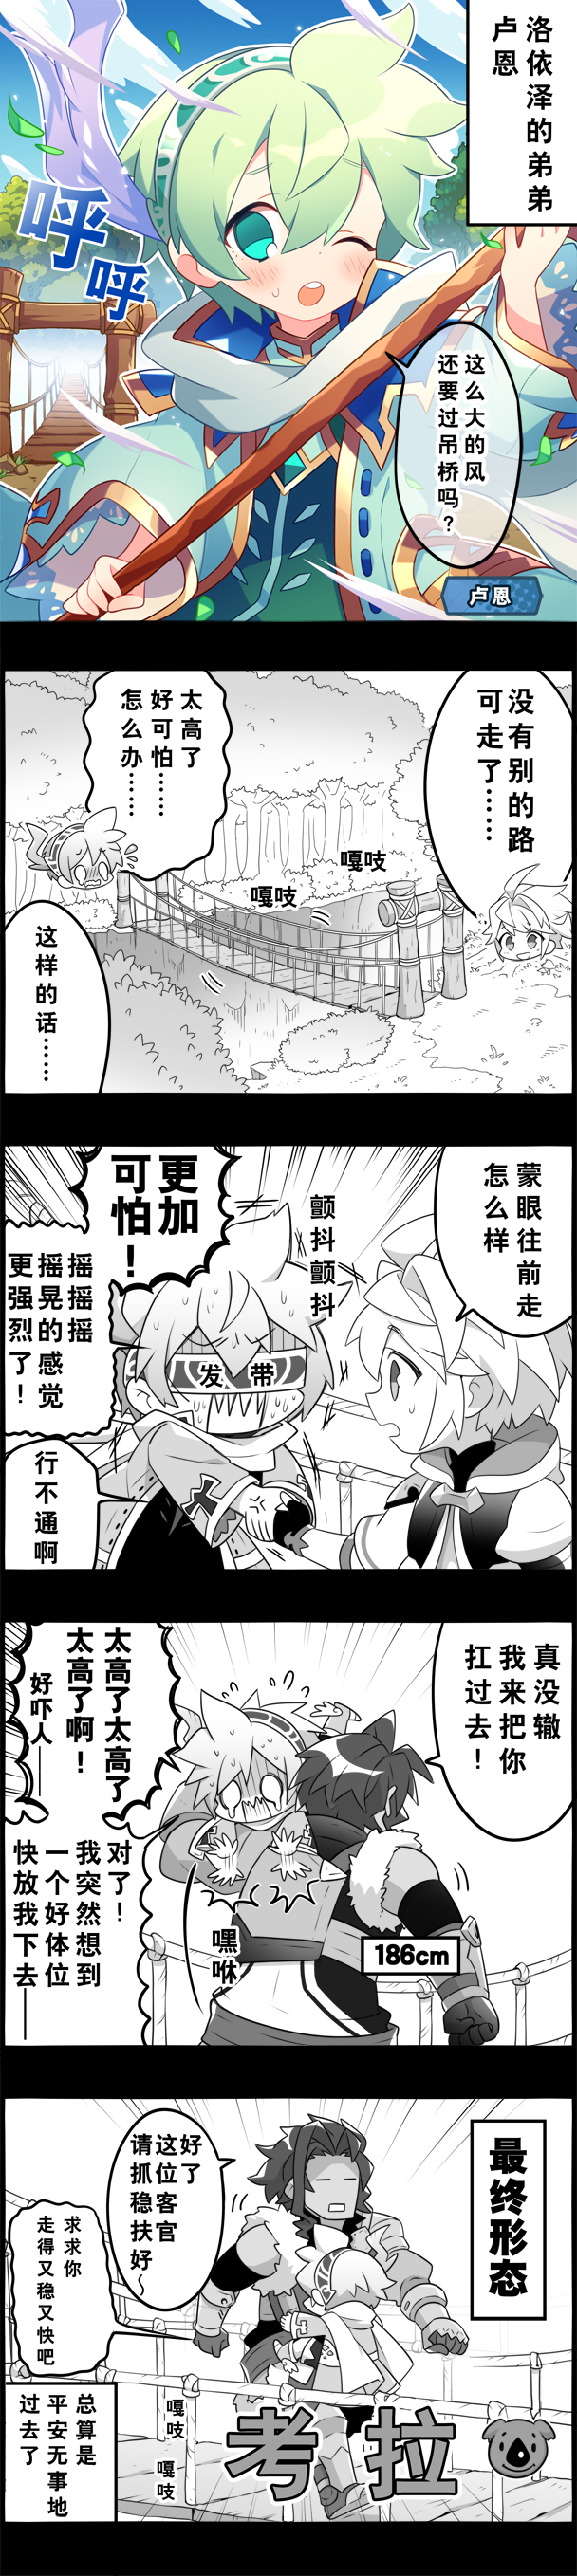 洛依泽的弟弟
卢恩
呼
呼
这么大的风
还要过吊桥吗？
卢恩
没有别的路
可走了……
太高了
好可怕……
怎么办……
嘎吱
嘎吱
这样的话……
蒙眼往前走
怎么样
颤抖颤抖
更加
可怕！
摇摇摇
摇晃的感觉
更强烈了！
发带
行不通啊
真没辙
我来把你
扛过去！
太高了太高了
太高了啊！
好吓人——
对了！
我突然想到
一个好体位
快放我下去——
嘿咻
186cm
最终形态
好了
这位客官
请抓稳扶好～
求求你
走得又稳又快吧
嘎吱
嘎吱
考拉
总算是
平安无事地
过去了